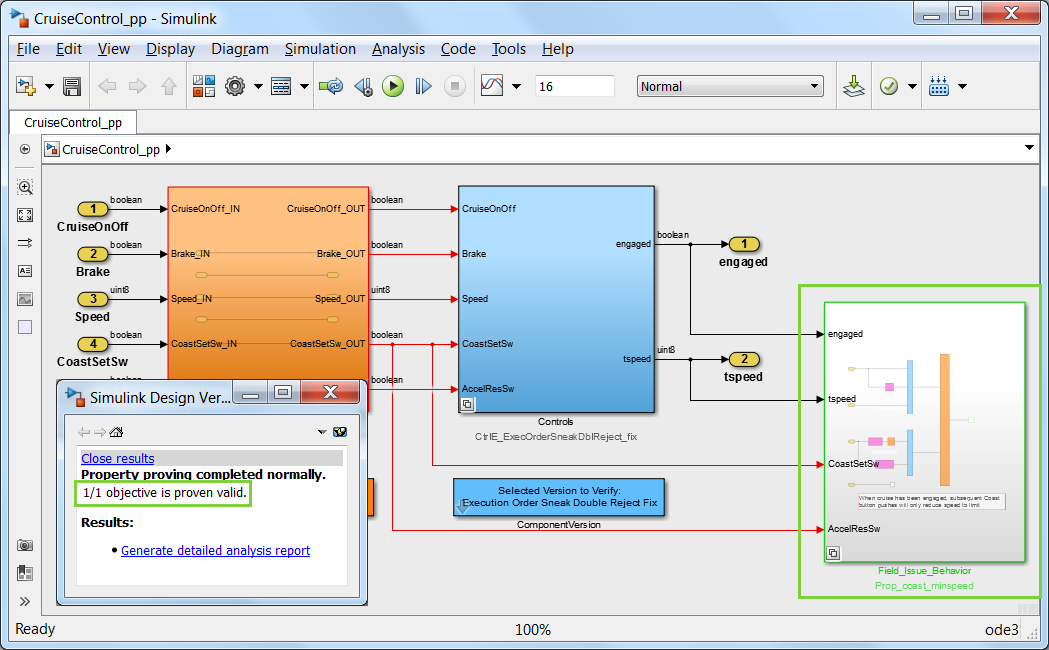 CruiseControl_pp - Simulink
File Edit View Display Diagram Simulation Analysis Code Tools Help
16
Normal
CruiseControl_pp
CruiseControl_pp
boolean
1
CruiseOnOff
boolean
2
Brake
uint8
3
Speed
boolean
4
CoastSetSw
CruiseOnOff_IN
CruiseOnOff_OUT
Brake_IN
Brake_OUT
Speed_IN
Speed_OUT
CoastSetSw_IN
CoastSetSw_OUT
boolean
boolean
uint8
boolean
boolean
CruiseOnOff
Brake
Speed
CoastSetSw
AccelResSw
engaged
tspeed
Controls
CtrlE_ExecOrderSneakDblReject_fix
boolean
1
engaged
uint8
2
tspeed
engaged
tspeed
CoastSetSw
AccelResSw
When cruise has been engaged, subsequent Coast
button pushes will only reduce speed to limit
Field_Issue_Behavior
Prop_coast_minspeed
Selected Version to Verify:
Execution Order Sneak Double Reject Fix
ComponentVersion
Simulink Design Ver...
Close results
Property proving completed normally.
1/1 objective is proven valid.
Results:
• Generate detailed analysis report
Ready
100%
ode3